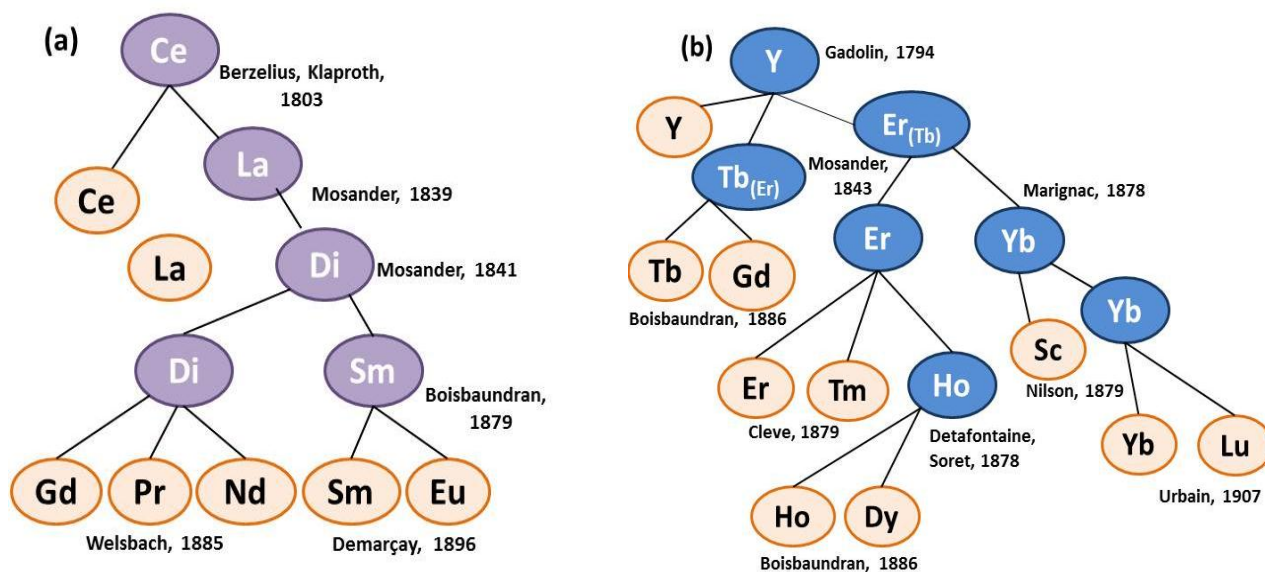 (a)
Ce
Berzelius, Klaproth,
1803
La
Ce
Mosander, 1839
La
Di
Mosander, 1841
Di
Sm
Boisbaundran,
1879
Gd
Pr
Nd
Sm
Eu
Welsbach, 1885
Demarçay, 1896
(b)
Y
Gadolin, 1794
Y
Er(Tb)
Tb(Er)
Mosander,
1843
Marignac, 1878
Er
Yb
Tb
Gd
Yb
Boisbaundran, 1886
Sc
Nilson, 1879
Er
Tm
Ho
Cleve, 1879
Detafontaine,
Soret, 1878
Yb
Lu
Urbain, 1907
Ho
Dy
Boisbaundran, 1886